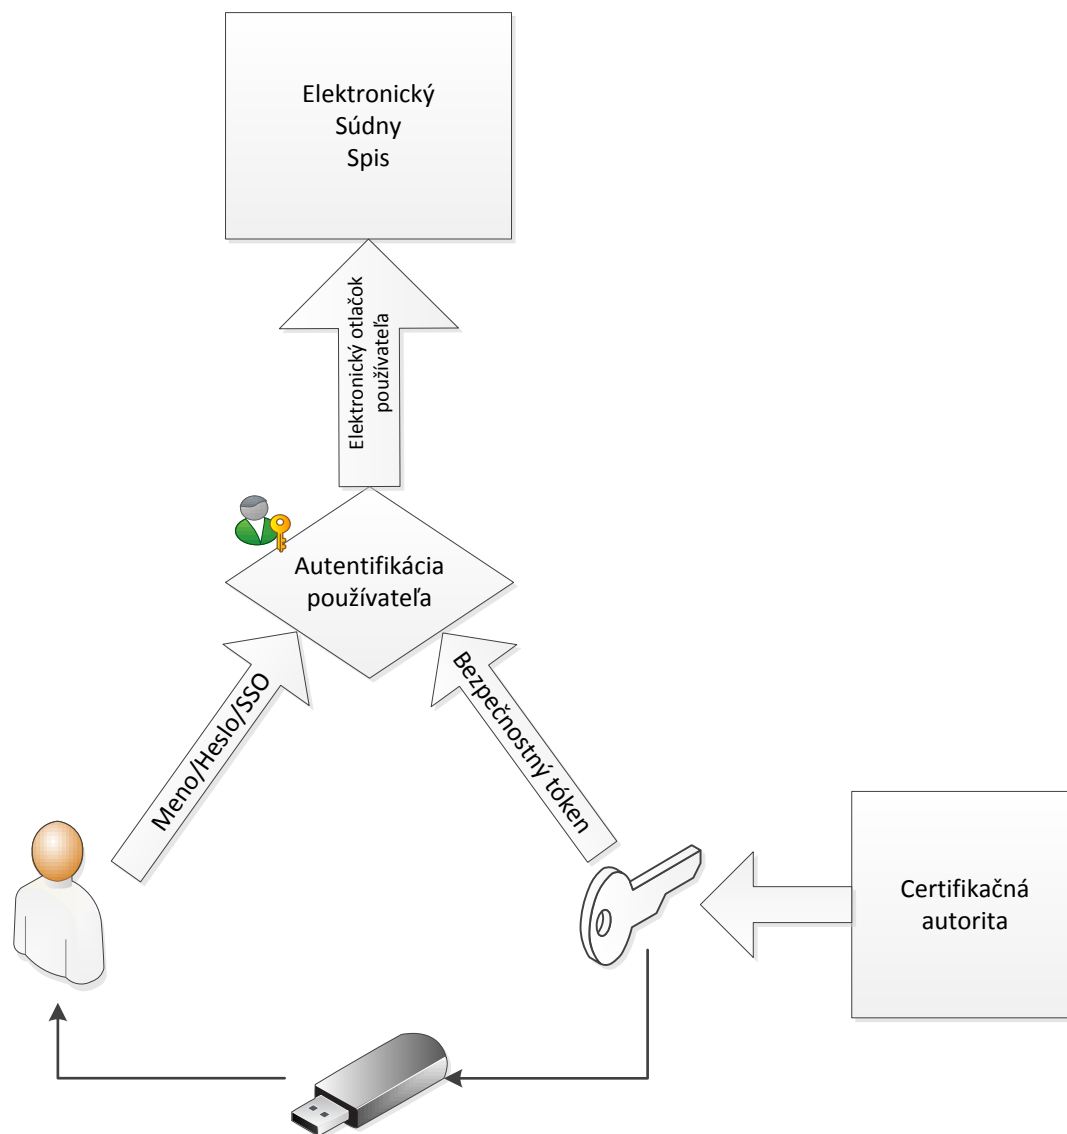 Elektronický
Súdny
Spis
Elektronický otlačok
používateľa
Autentifikácia
používateľa
Meno/Heslo/SSO
Bezpečnostný tóken
Certifikačná
autorita